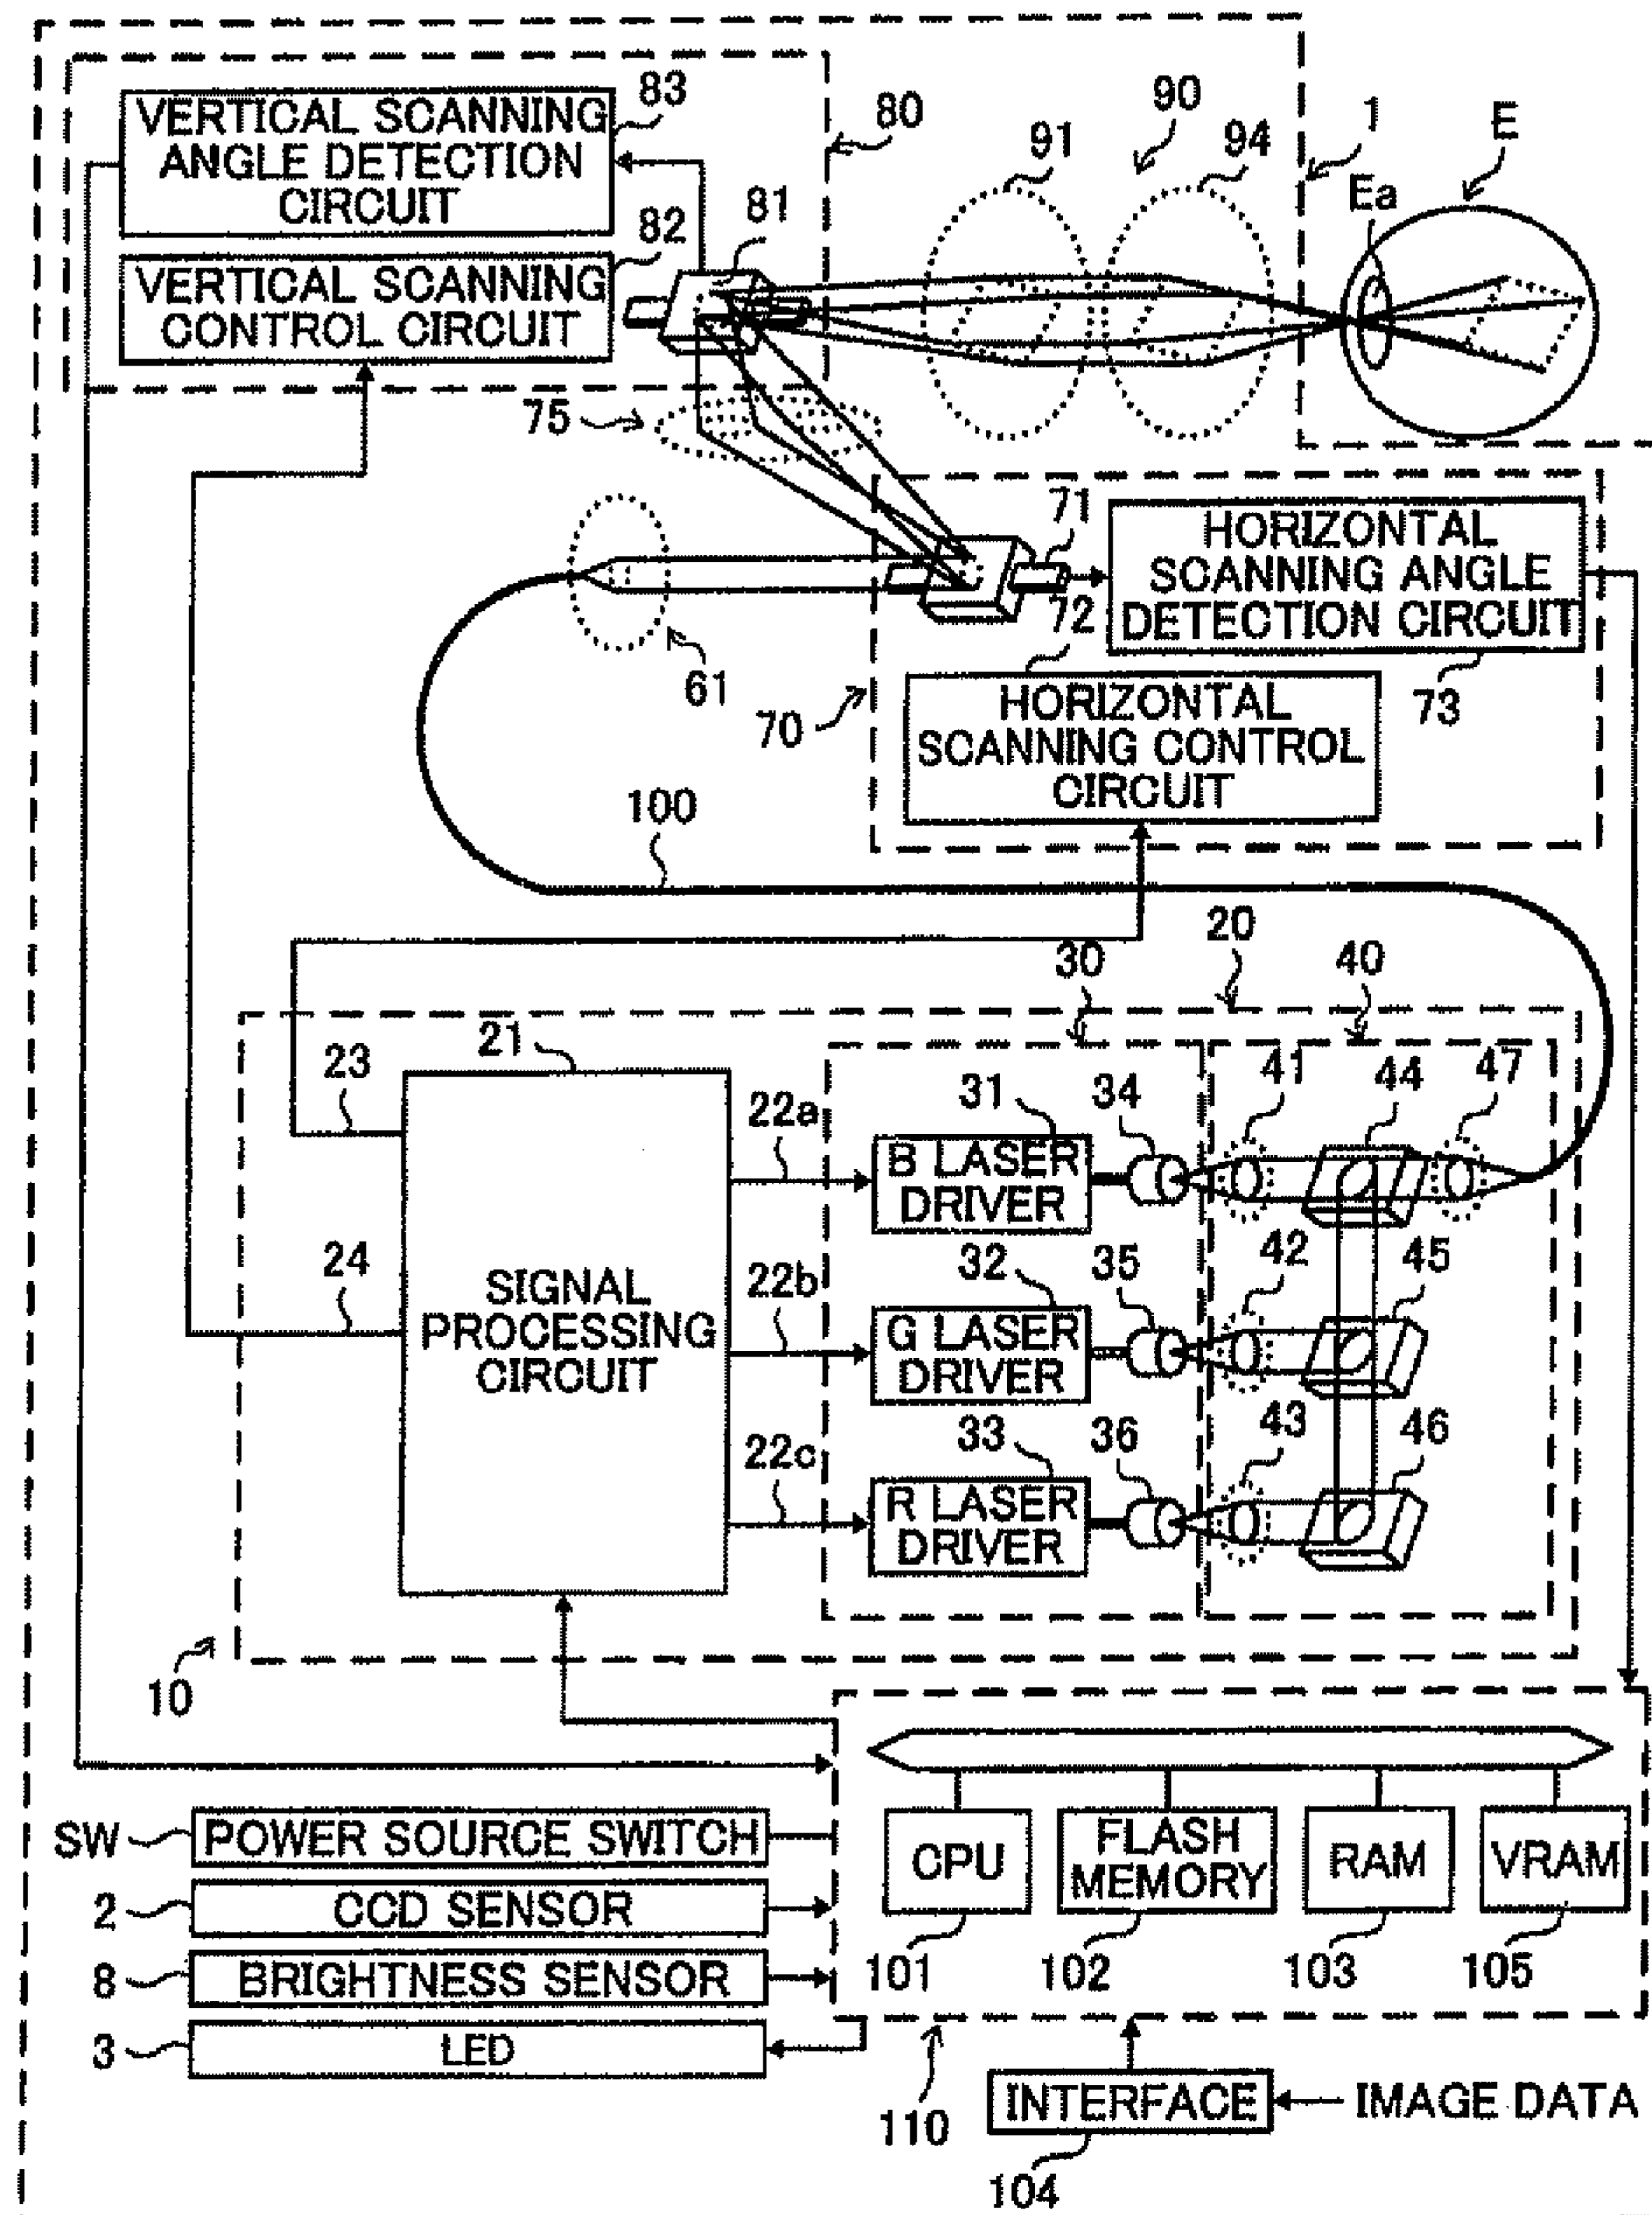 83
VERTICAL SCANNING
ANGLE DETECTION
CIRCUIT
80
90
1
E
91
94
Ea
82
81
VERTICAL SCANNING
CONTROL CIRCUIT
75
71
HORIZONTAL
SCANNING ANGLE
DETECTION CIRCUIT
72
61
73
70
HORIZONTAL
SCANNING CONTROL
CIRCUIT
100
20
30
40
21
23
22a
31
34
41
44
47
B LASER
DRIVER
24
22b
32
35
42
45
SIGNAL
PROCESSING
CIRCUIT
G LASER
DRIVER
22c
33
36
43
46
R LASER
DRIVER
10
SW
POWER SOURCE SWITCH
2
CCD SENSOR
8
BRIGHTNESS SENSOR
3
LED
CPU
FLASH
MEMORY
RAM
VRAM
101
102
103
105
110
INTERFACE
IMAGE DATA
104